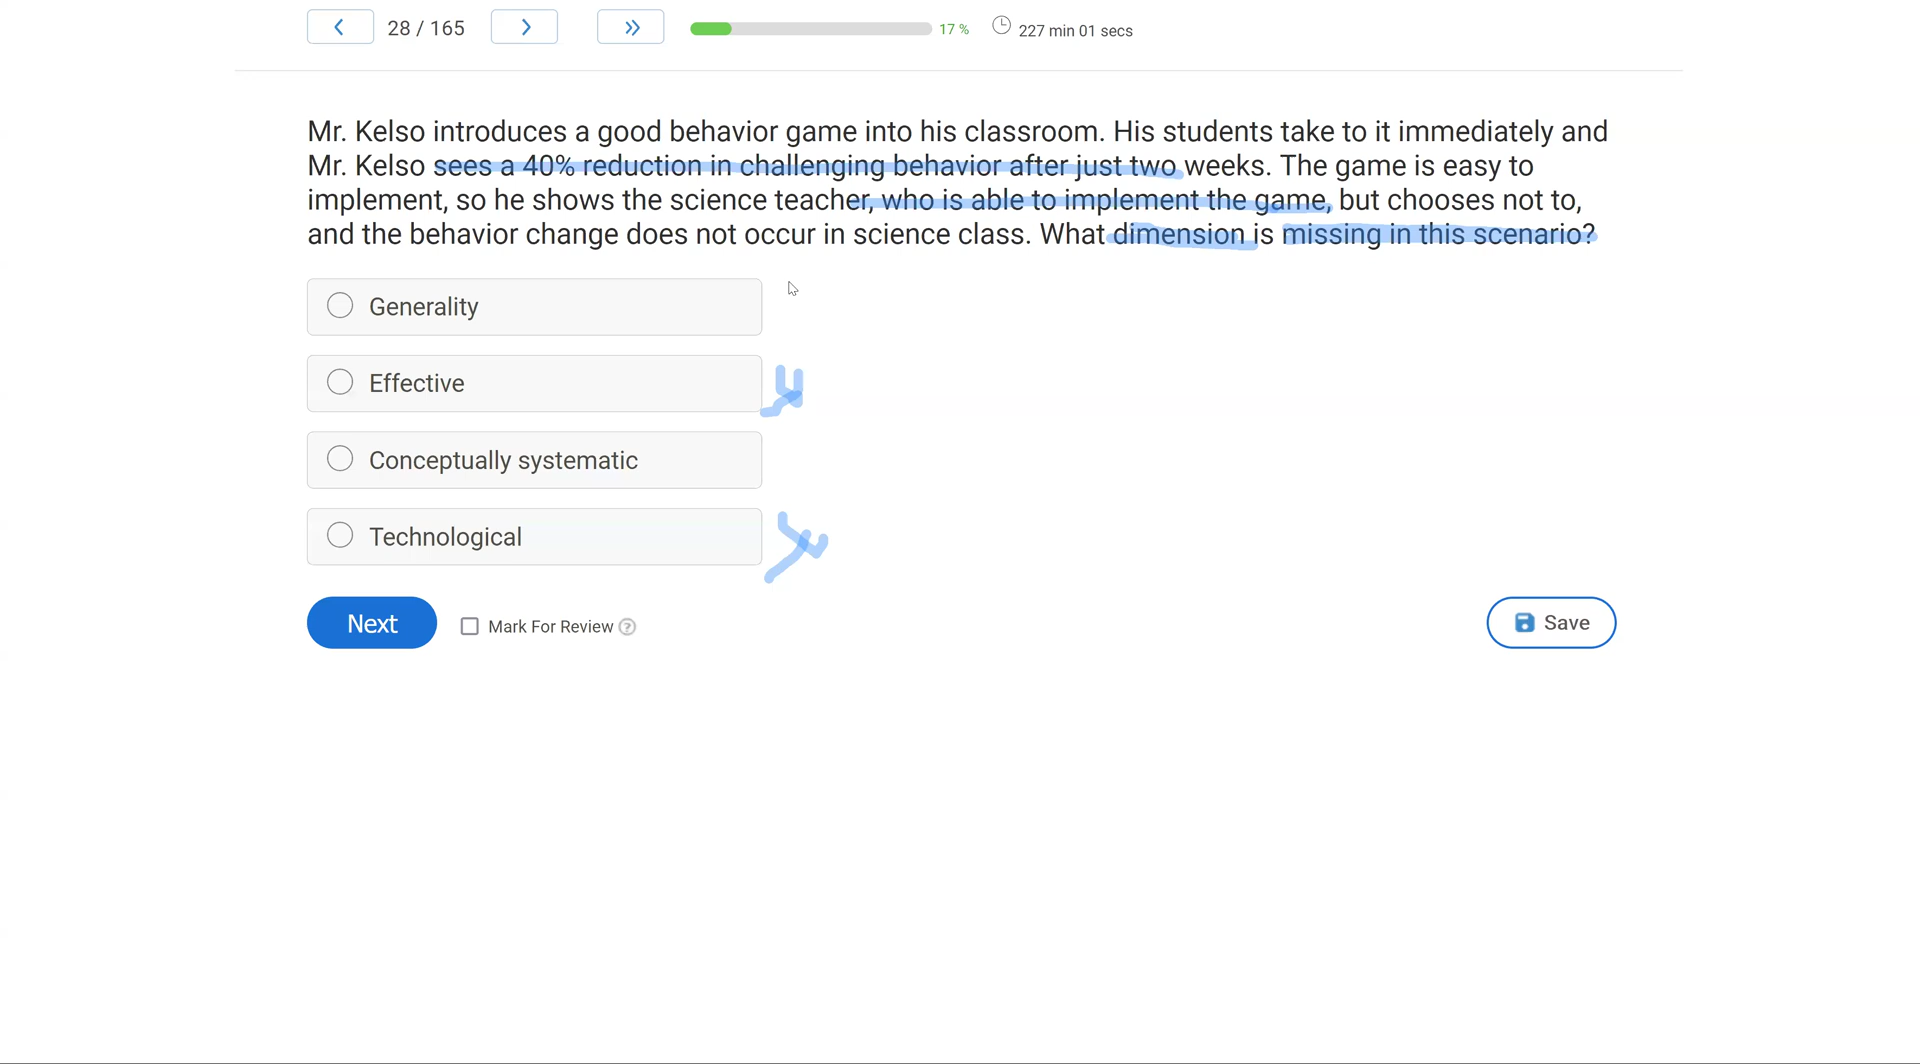 28 / 165
17 %
227 min 01 secs
Mr. Kelso introduces a good behavior game into his classroom. His students take to it immediately and
Mr. Kelso sees a 40% reduction in challenging behavior after just two weeks. The game is easy to
implement, so he shows the science teacher, who is able to implement the game, but chooses not to,
and the behavior change does not occur in science class. What dimension is missing in this scenario?
Generality
Effective
Conceptually systematic
Technological
Next
Mark For Review ?
Save